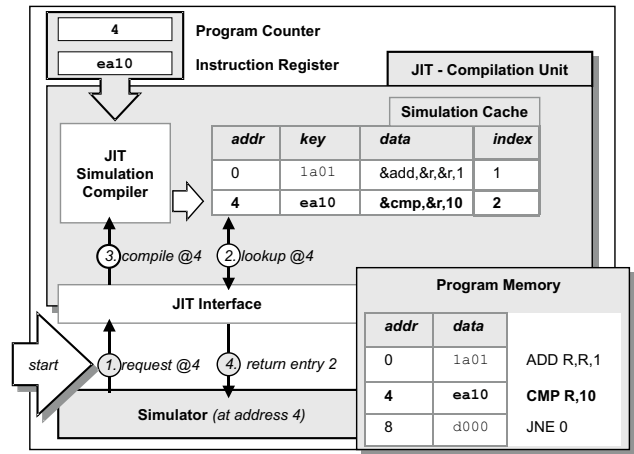 4
Program Counter
ea10
Instruction Register
JIT - Compilation Unit
Simulation Cache
JIT
Simulation
Compiler
addr key data index
0 1a01 &add,&r,&r,1 1
4 ea10 &cmp,&r,10 2
3. compile @4
2. lookup @4
JIT Interface
start
1. request @4
4. return entry 2
Simulator (at address 4)
Program Memory
addr data
0 1a01 ADD R,R,1
4 ea10 CMP R,10
8 d000 JNE 0